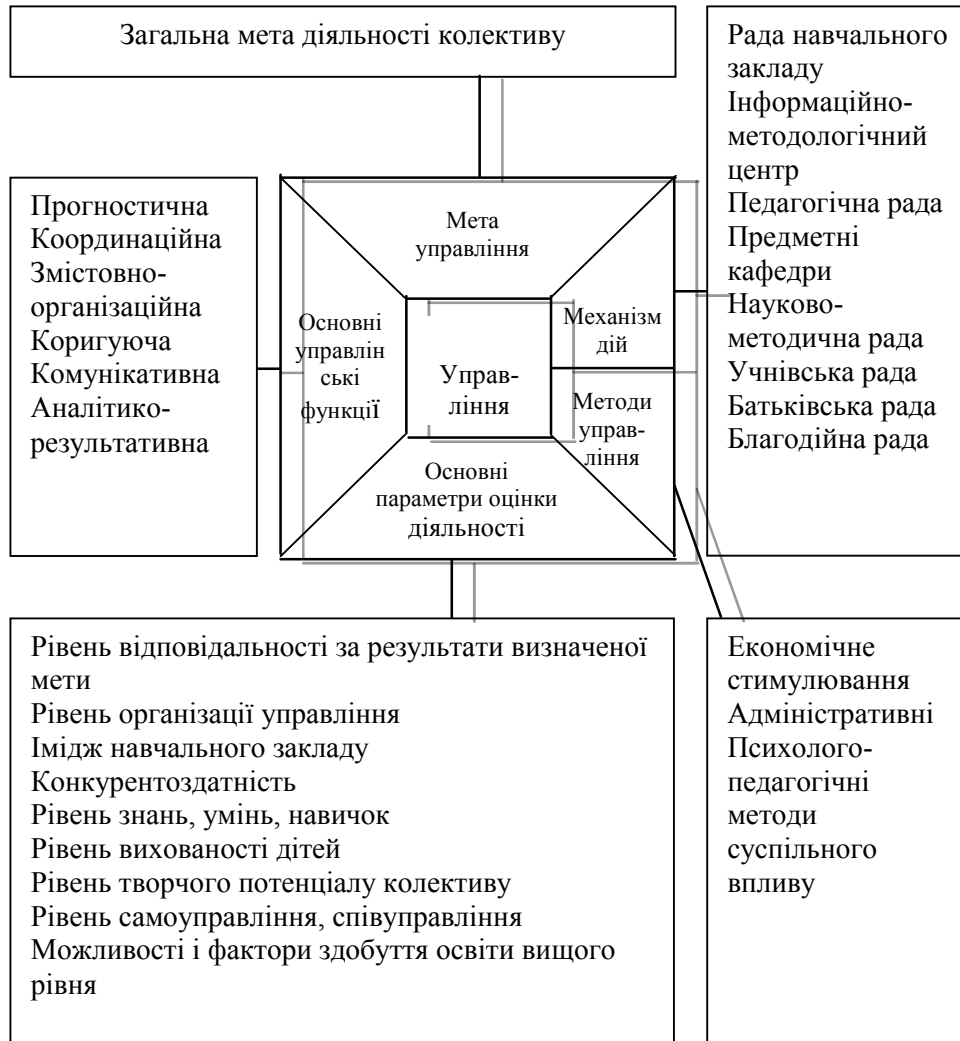 Загальна мета діяльності колективу
Рада навчального
закладу
Інформаційно-
методологічний
центр
Педагогічна рада
Предметні
кафедри
Науково-
методична рада
Учнівська рада
Батьківська рада
Благодійна рада
Прогностична
Координаційна
Змістовно-
організаційна
Коригуюча
Комунікативна
Аналітико-
результативна
Мета
управління
Основні
управлін
ські
функції
Управ-
ління
Механізм
дій
Методи
управ-
ління
Основні
параметри оцінки
діяльності
Рівень відповідальності за результати визначеної
мети
Рівень організації управління
Імідж навчального закладу
Конкурентоздатність
Рівень знань, умінь, навичок
Рівень вихованості дітей
Рівень творчого потенціалу колективу
Рівень самоуправління, співуправління
Можливості і фактори здобуття освіти вищого
рівня
Економічне
стимулювання
Адміністративні
Психолого-
педагогічні
методи
суспільного
впливу